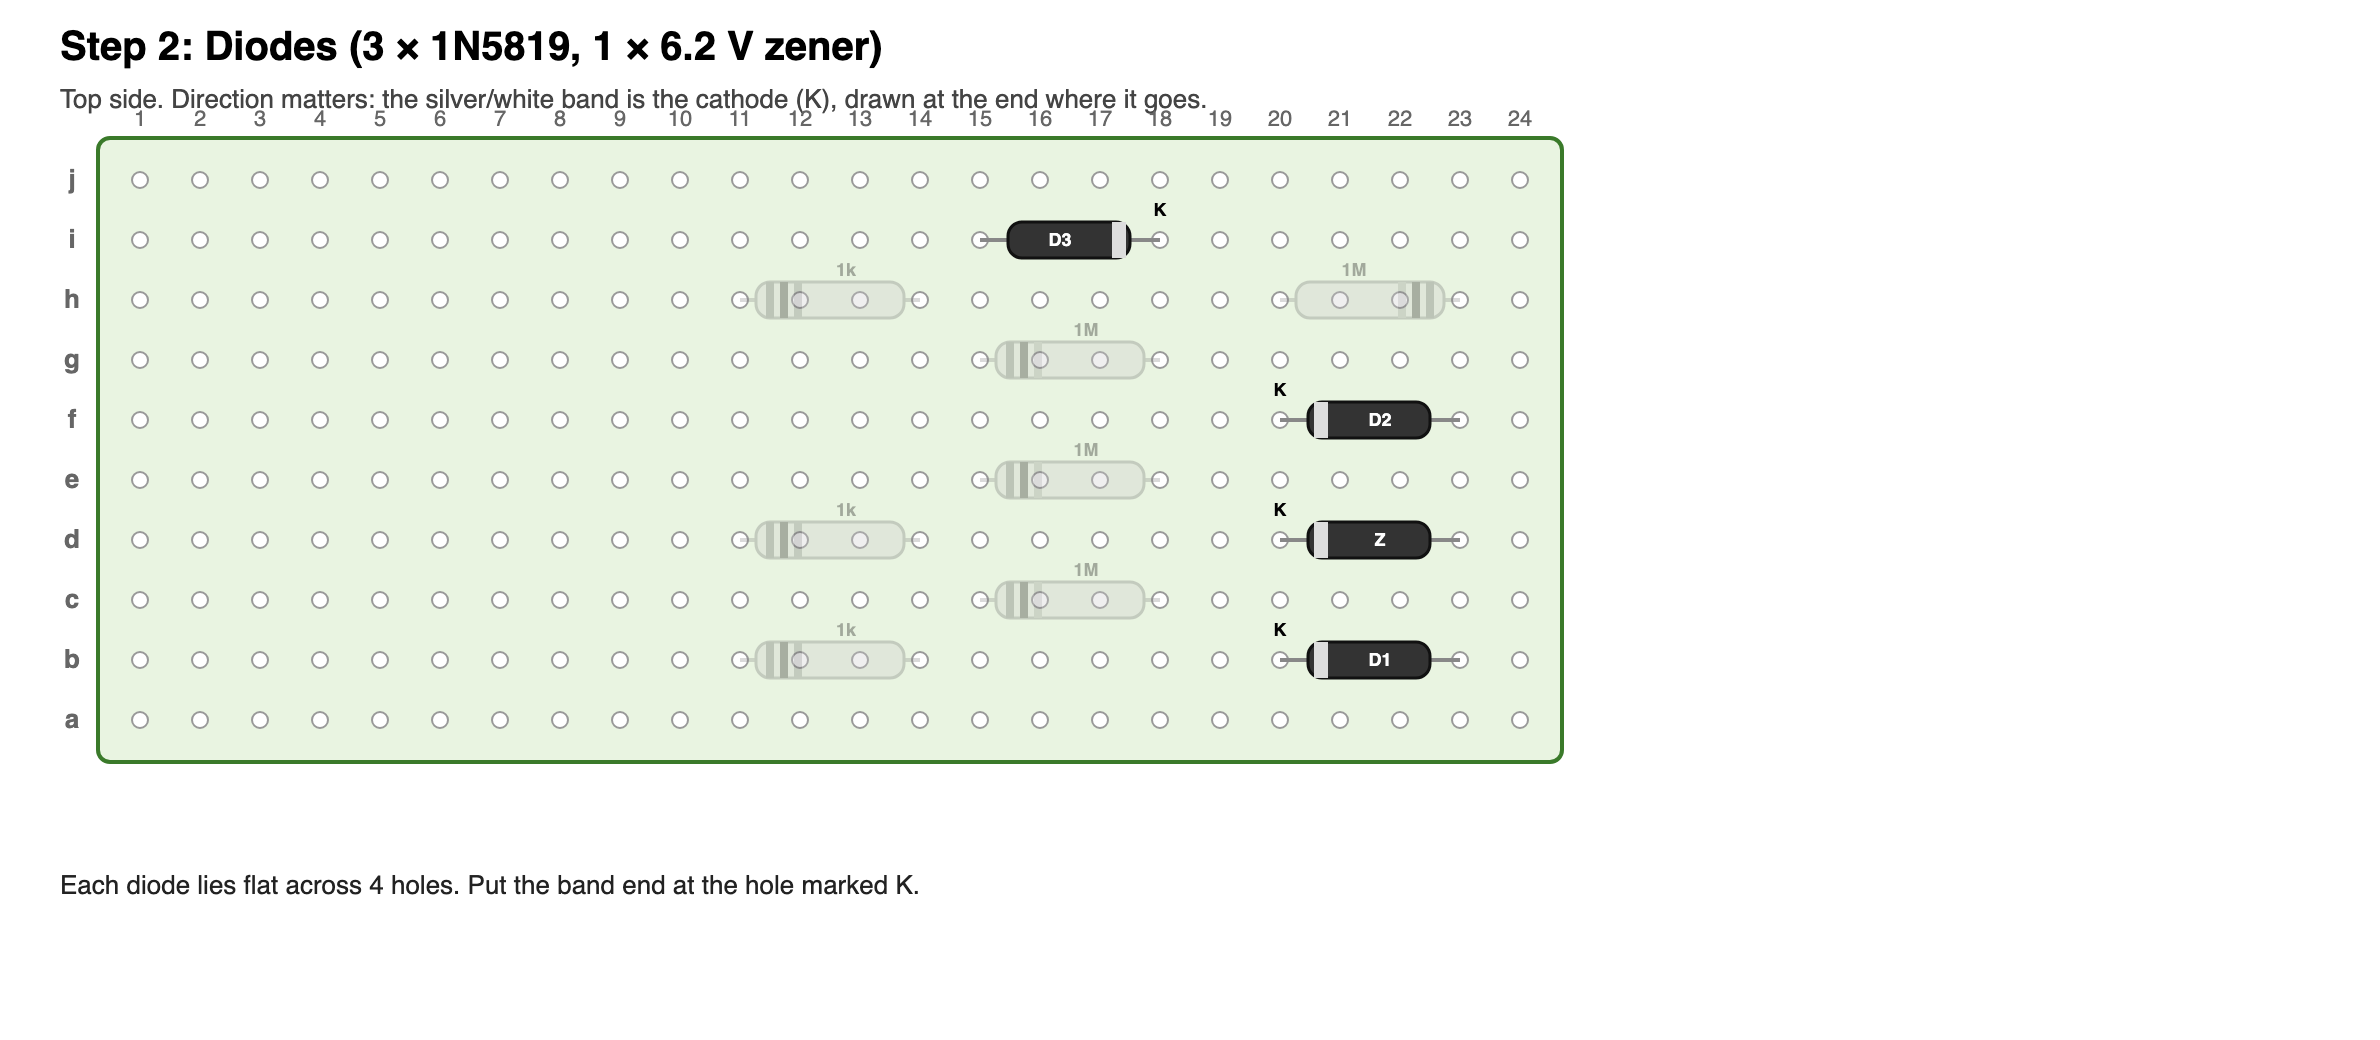 Step 2: Diodes (3 × 1N5819, 1 × 6.2 V zener)
Top side. Direction matters: the silver/white band is the cathode (K), drawn at the end where it goes.
1 2 3 4 5 6 7 8 9 10 11 12 13 14 15 16 17 18 19 20 21 22 23 24
j
K
i D3
1k 1M
h
1M
g
K
f D2
1M
e
1k K
d Z
1M
c
1k K
b D1
a
Each diode lies flat across 4 holes. Put the band end at the hole marked K.